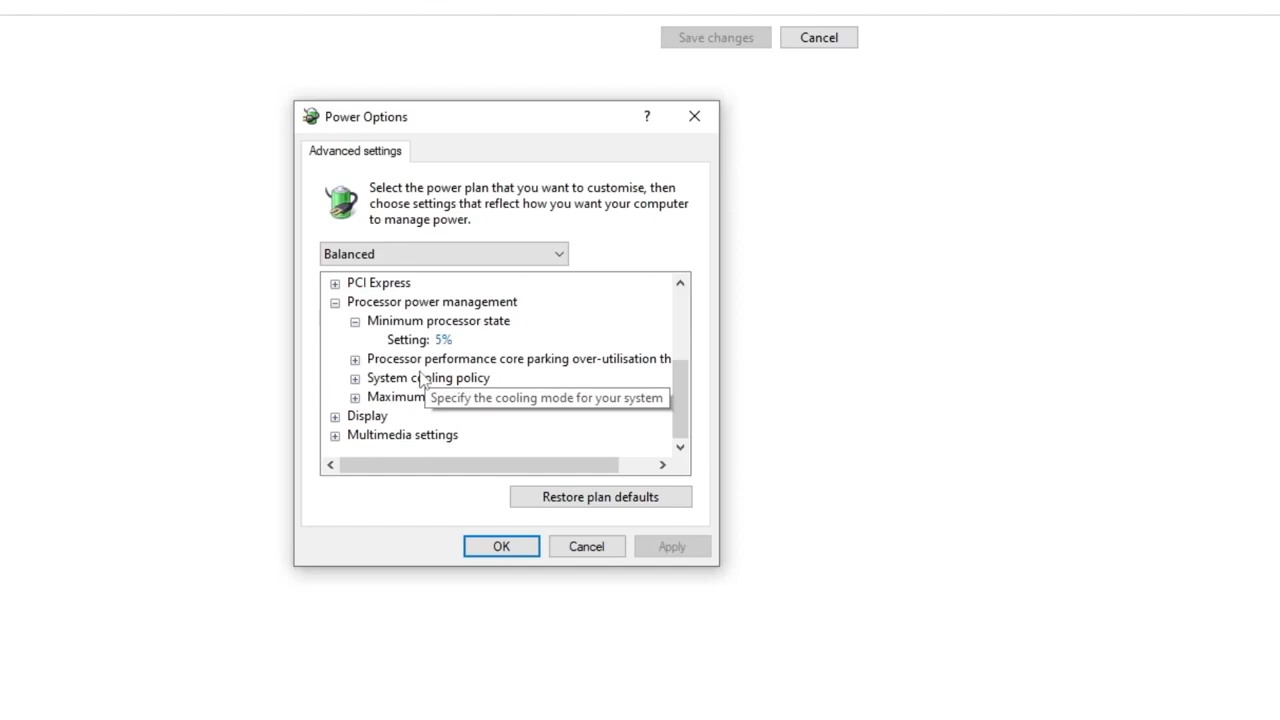 Save changes
Cancel
Power Options
?
Advanced settings
Select the power plan that you want to customise, then
choose settings that reflect how you want your computer
to manage power.
Balanced
PCI Express
Processor power management
Minimum processor state
Setting: 5%
Processor performance core parking over-utilisation th
System cooling policy
Maximum
Specify the cooling mode for your system
Display
Multimedia settings
Restore plan defaults
OK
Cancel
Apply